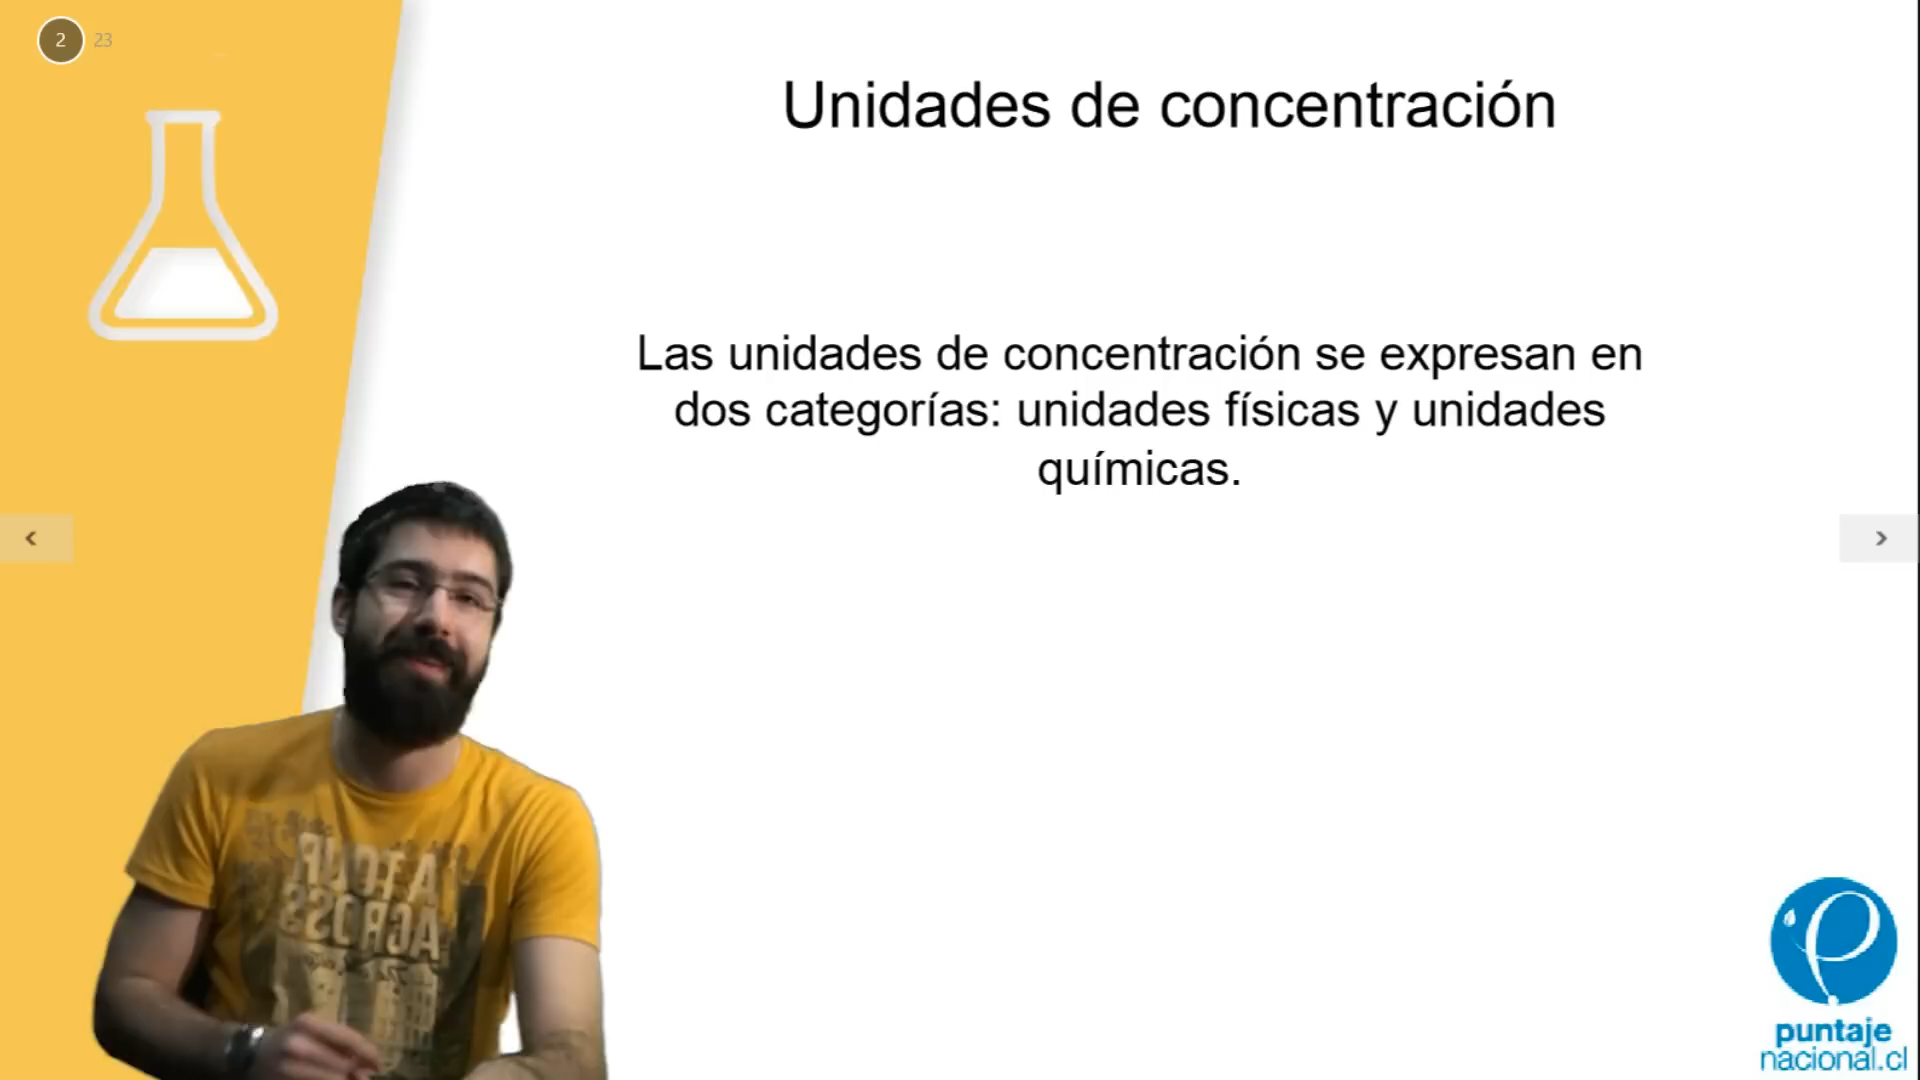 2 23
Unidades de concentración
Las unidades de concentración se expresan en
dos categorías: unidades físicas y unidades
químicas.
ACROSS
puntaje
nacional.cl